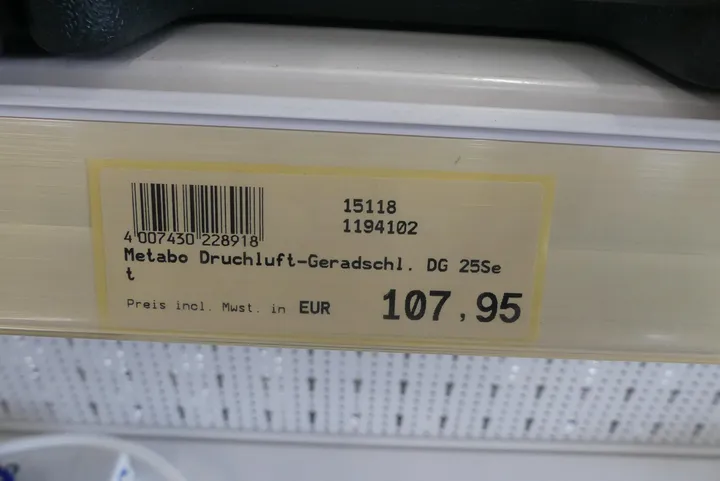 15118
1194102
4 007430 228918
Metabo Druchluft-Geradschl. DG 25Se
t
Preis incl. Mwst. in EUR 107,95